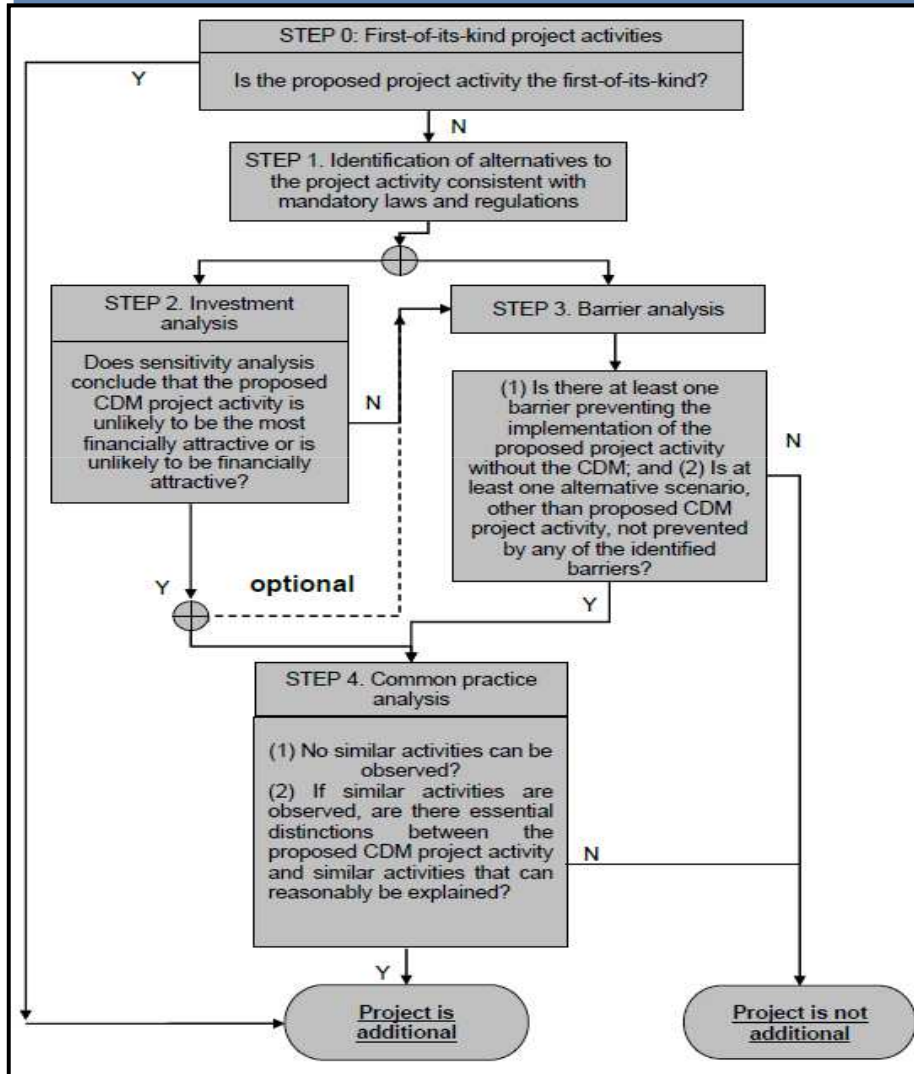 STEP 0: First-of-its-kind project activities
Y
Is the proposed project activity the first-of-its-kind?
N
STEP 1. Identification of alternatives to
the project activity consistent with
mandatory laws and regulations
STEP 2. Investment
analysis
Does sensitivity analysis
conclude that the proposed
CDM project activity is
unlikely to be the most
financially attractive or is
unlikely to be financially
attractive?
N
STEP 3. Barrier analysis
(1) Is there at least one
barrier preventing the
implementation of the
proposed project activity
without the CDM; and (2) Is at
least one alternative scenario,
other than proposed CDM
project activity, not prevented
by any of the identified
barriers?
N
Y
optional
Y
STEP 4. Common practice
analysis
(1) No similar activities can be
observed?
(2) If similar activities are
observed, are there essential
distinctions between the
proposed CDM project activity
and similar activities that can
reasonably be explained?
N
Y
Project is
additional
Project is not
additional